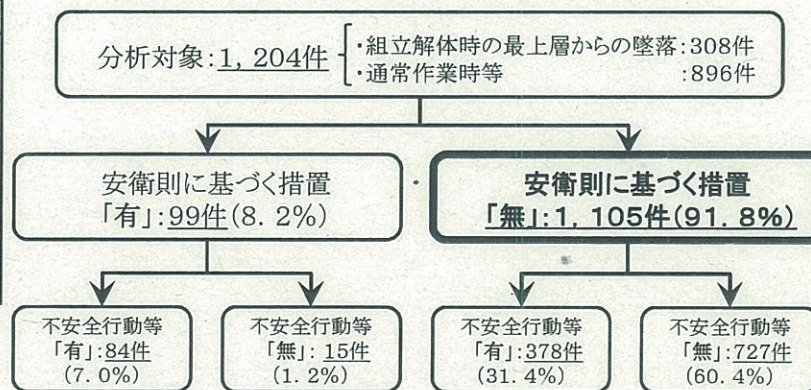 分析対象:1, 204件
・組立解体時の最上層からの墜落:308件
・通常作業時等 :896件
安衛則に基づく措置
「有」:99件(8. 2%)
安衛則に基づく措置
「無」:1, 105件(91. 8%)
不安全行動等
「有」:84件
(7. 0%)
不安全行動等
「無」: 15件
(1. 2%)
不安全行動等
「有」:378件
(31. 4%)
不安全行動等
「無」:727件
(60. 4%)